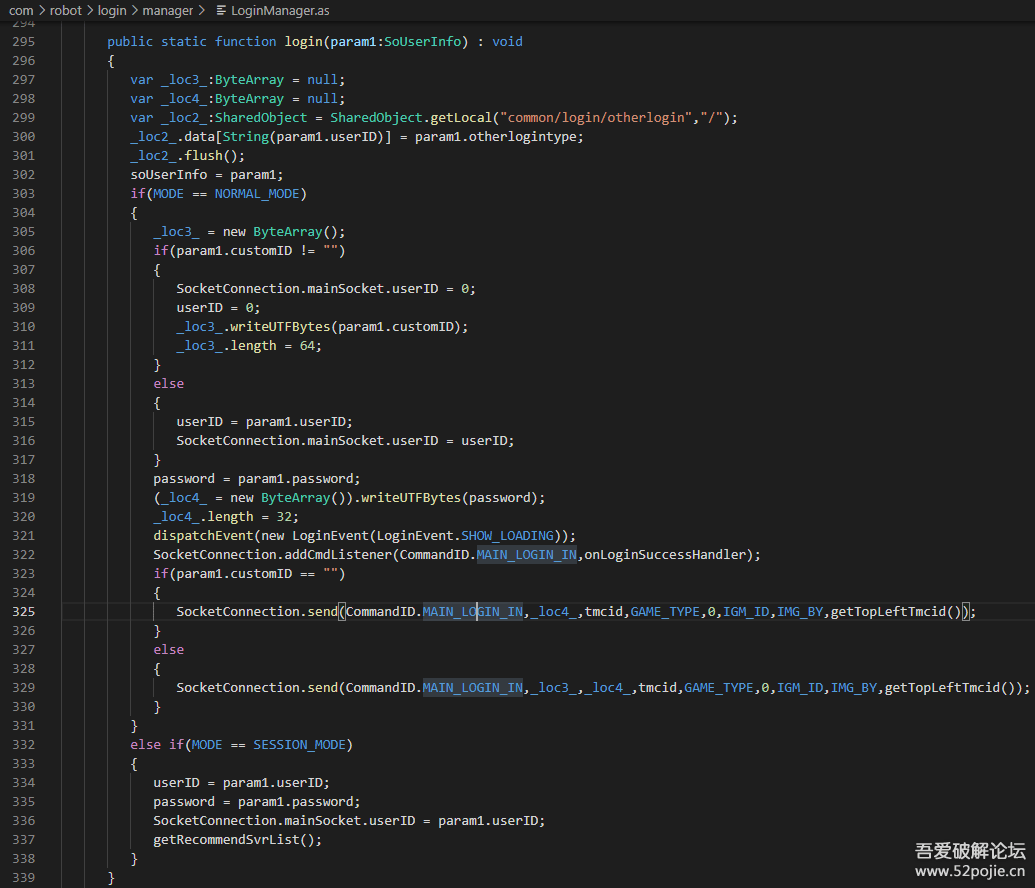 com > robot > login > manager > LoginManager.as
294
295 public static function login(param1:SoUserInfo) : void
296 {
297 var _loc3_:ByteArray = null;
298 var _loc4_:ByteArray = null;
299 var _loc2_:SharedObject = SharedObject.getLocal("common/login/otherlogin","/");
300 _loc2_.data[String(param1.userID)] = param1.otherlogintype;
301 _loc2_.flush();
302 soUserInfo = param1;
303 if(MODE == NORMAL_MODE)
304 {
305 _loc3_ = new ByteArray();
306 if(param1.customID != "")
307 {
308 SocketConnection.mainSocket.userID = 0;
309 userID = 0;
310 _loc3_.writeUTFBytes(param1.customID);
311 _loc3_.length = 64;
312 }
313 else
314 {
315 userID = param1.userID;
316 SocketConnection.mainSocket.userID = userID;
317 }
318 password = param1.password;
319 (_loc4_ = new ByteArray()).writeUTFBytes(password);
320 _loc4_.length = 32;
321 dispatchEvent(new LoginEvent(LoginEvent.SHOW_LOADING));
322 SocketConnection.addCmdListener(CommandID.MAIN_LOGIN_IN,onLoginSuccessHandler);
323 if(param1.customID == "")
324 {
325 SocketConnection.send(CommandID.MAIN_LOGIN_IN,_loc4_,tmcid,GAME_TYPE,0,IGM_ID,IMG_BY,getTopLeftTmcid());
326 }
327 else
328 {
329 SocketConnection.send(CommandID.MAIN_LOGIN_IN,_loc3_,_loc4_,tmcid,GAME_TYPE,0,IGM_ID,IMG_BY,getTopLeftTmcid());
330 }
331 }
332 else if(MODE == SESSION_MODE)
333 {
334 userID = param1.userID;
335 password = param1.password;
336 SocketConnection.mainSocket.userID = param1.userID;
337 getRecommendSvrList();
338 }
339 }
吾爱破解论坛
www.52pojie.cn